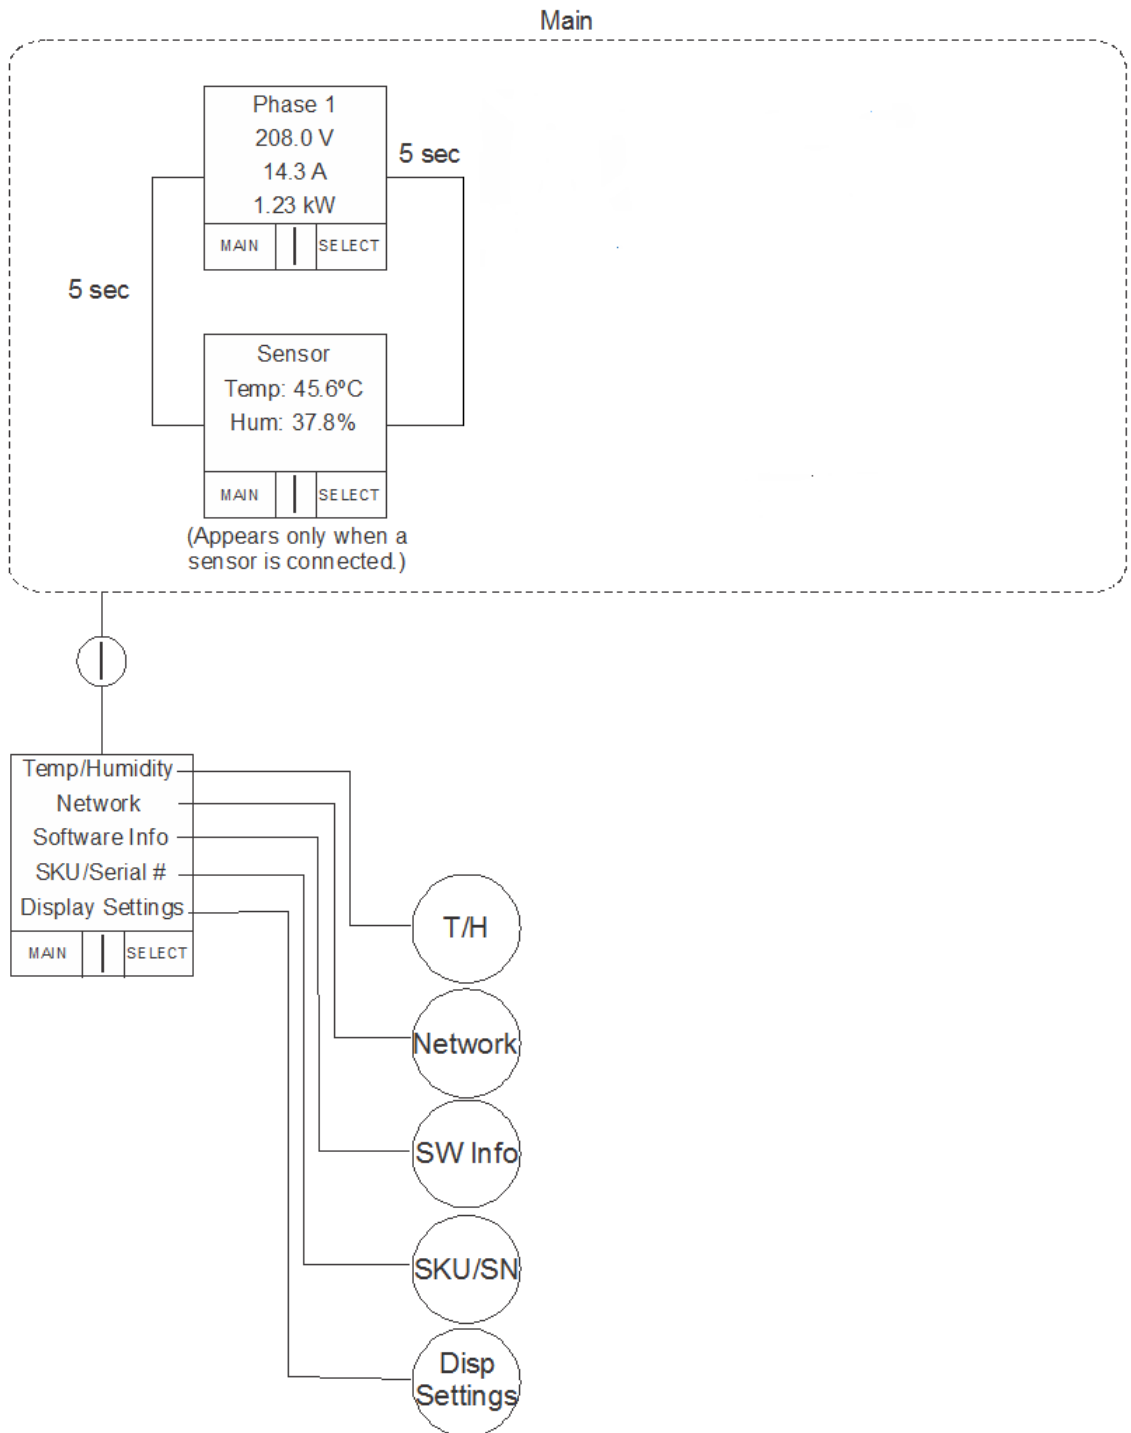 Main
Phase 1
208.0 V
14.3 A
1.23 kW
MAIN | SELECT
5 sec
5 sec
Sensor
Temp: 45.6ºC
Hum: 37.8%
MAIN | SELECT
(Appears only when a
sensor is connected.)
|
Temp/Humidity
Network
Software Info
SKU/Serial #
Display Settings
MAIN | SELECT
T/H
Network
SW Info
SKU/SN
Disp
Settings